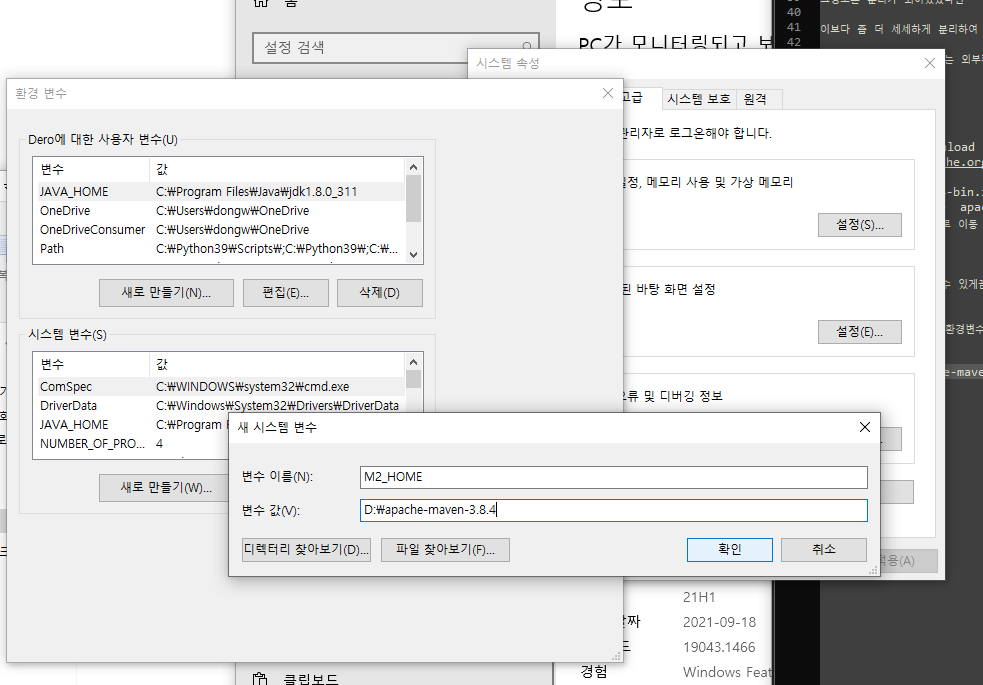 홈
정보
40
41
42
이보다 좀 더 세세하게 분리하여
설정 검색
PC가 모니터링되고 보
시스템 속성
고급
시스템 보호
원격
관리자로 로그온해야 합니다.
설정, 메모리 사용 및 가상 메모리
설정(S)...
바탕 화면 설정
설정(E)...
오류 및 디버깅 정보
환경 변수
Dero에 대한 사용자 변수(U)
변수 값
JAVA_HOME C:₩Program Files₩Java₩jdk1.8.0_311
OneDrive C:₩Users₩dongw₩OneDrive
OneDriveConsumer C:₩Users₩dongw₩OneDrive
Path C:₩Python39₩Scripts₩;C:₩Python39₩;C:₩...
새로 만들기(N)...
편집(E)...
삭제(D)
시스템 변수(S)
변수 값
ComSpec C:₩WINDOWS₩system32₩cmd.exe
DriverData C:₩Windows₩System32₩Drivers₩DriverData
JAVA_HOME C:₩Program F
NUMBER_OF_PRO... 4
새로 만들기(W)...
새 시스템 변수
변수 이름(N): M2_HOME
변수 값(V): D:₩apache-maven-3.8.4
디렉터리 찾아보기(D)...
파일 찾아보기(F)...
확인
취소
적용(A)
는 외부
load
he.org
-bin.
apa
로 이동
수 있게끔
환경변수
e-mave
21H1
날짜 2021-09-18
드 19043.1466
경험 Windows Feat
클립보드